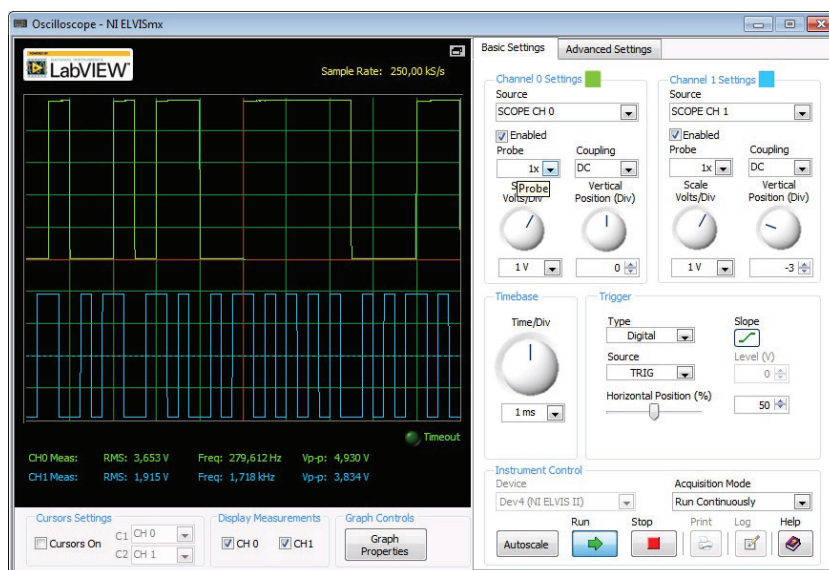 Oscilloscope - NI ELVISmx
POWERED BY
NATIONAL INSTRUMENTS
LabVIEW
Sample Rate: 250,00 kS/s
Timeout
CH0 Meas: RMS: 3,653 V Freq: 279,612 Hz Vp-p: 4,930 V
CH1 Meas: RMS: 1,915 V Freq: 1,718 kHz Vp-p: 3,834 V
Cursors Settings
Cursors On
C1 CH 0
C2 CH 1
Display Measurements
CH 0 CH1
Graph Controls
Graph
Properties
Basic Settings Advanced Settings
Channel 0 Settings
Source
SCOPE CH 0
Enabled
Probe Coupling
1x DC
Probe
Volts/Div
Vertical
Position (Div)
1 V 0
Channel 1 Settings
Source
SCOPE CH 1
Enabled
Probe Coupling
1x DC
Scale
Volts/Div
Vertical
Position (Div)
1 V -3
Timebase
Time/Div
1 ms
Trigger
Type
Digital
Slope
Source
TRIG
Level (V)
0
Horizontal Position (%)
50
Instrument Control
Device
Dev4 (NI ELVIS II)
Acquisition Mode
Run Continuously
Run Stop Print Log Help
Autoscale